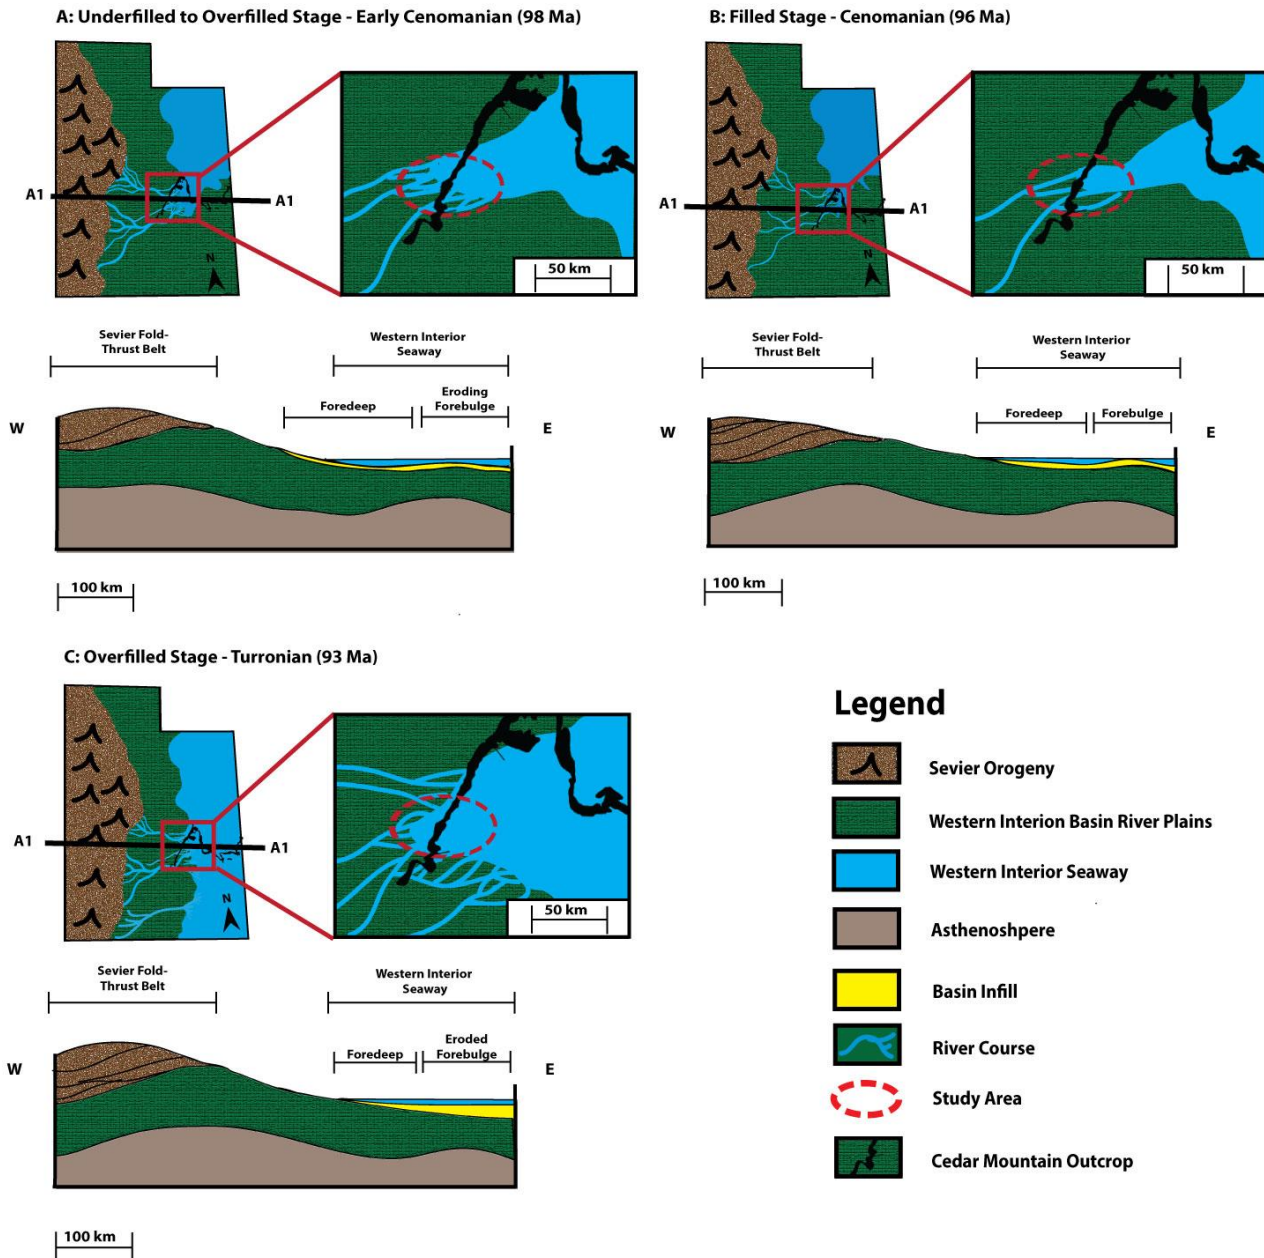 A: Underfilled to Overfilled Stage - Early Cenomanian (98 Ma)
A1
A1
N
50 km
Sevier Fold-
Thrust Belt
Western Interior
Seaway
Foredeep
Eroding
Forebulge
W
E
100 km
B: Filled Stage - Cenomanian (96 Ma)
A1
A1
N
50 km
Sevier Fold-
Thrust Belt
Western Interior
Seaway
Foredeep
Forebulge
W
E
100 km
C: Overfilled Stage - Turronian (93 Ma)
A1
A1
N
50 km
Sevier Fold-
Thrust Belt
Western Interior
Seaway
Foredeep
Eroded
Forebulge
W
E
100 km
Legend
Sevier Orogeny
Western Interion Basin River Plains
Western Interior Seaway
Asthenoshpere
Basin Infill
River Course
Study Area
Cedar Mountain Outcrop